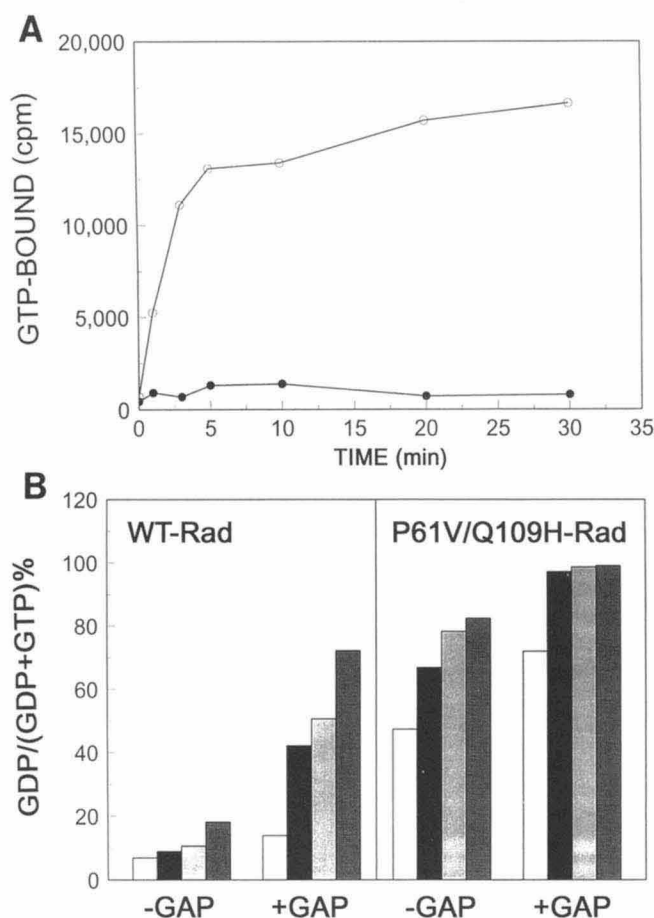 A
20,000
15,000
10,000
5,000
0
GTP-BOUND (cpm)
0 5 10 15 20 25 30 35
TIME (min)
B
120
100
80
60
40
20
0
GDP/(GDP+GTP)%
WT-Rad P61V/Q109H-Rad
-GAP +GAP -GAP +GAP